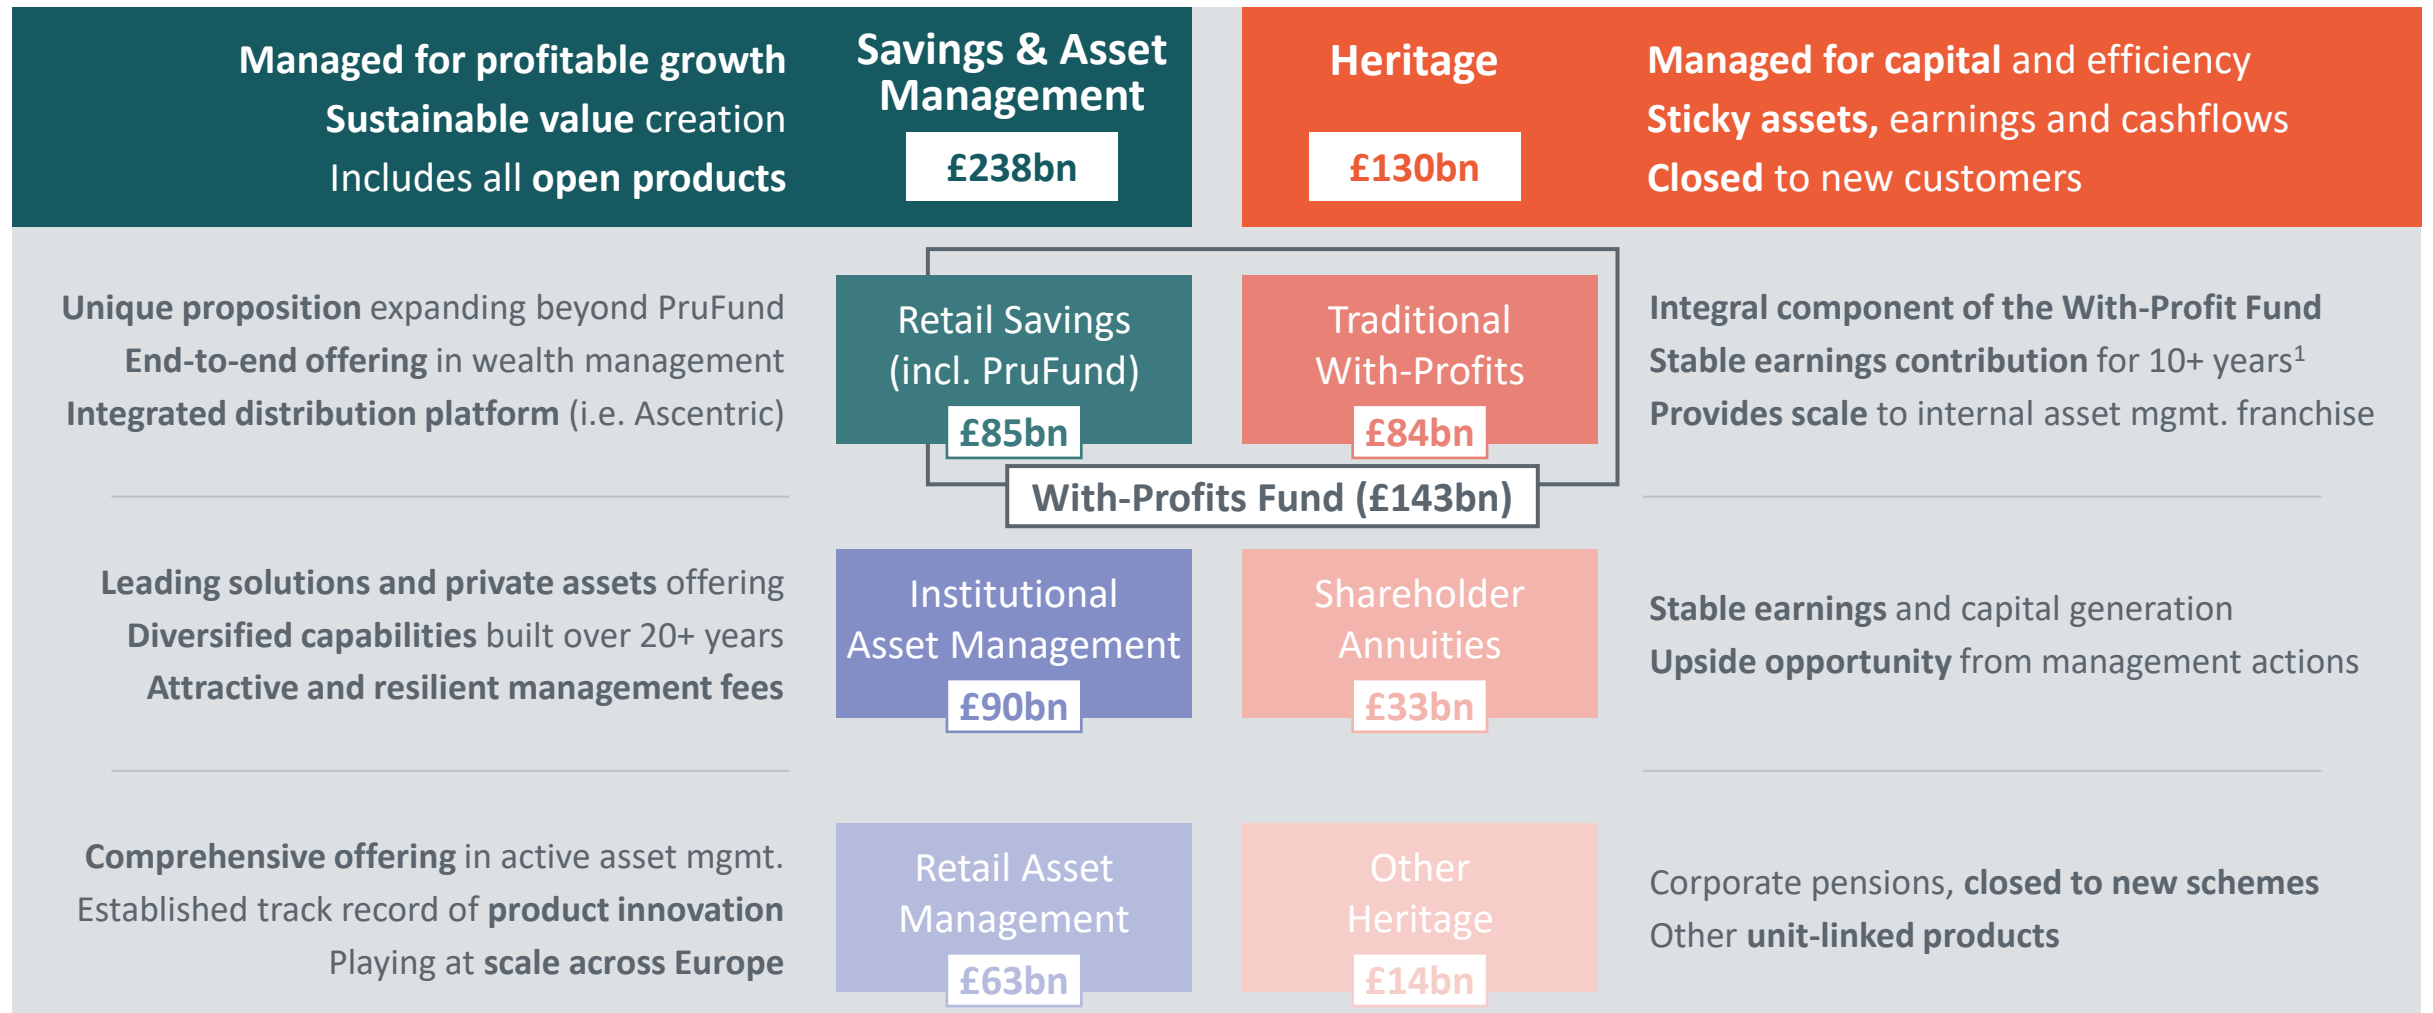 Managed for profitable growth
Sustainable value creation
Includes all open products
Savings & Asset
Management
£238bn
Heritage
£130bn
Managed for capital and efficiency
Sticky assets, earnings and cashflows
Closed to new customers
Unique proposition expanding beyond PruFund
End-to-end offering in wealth management
Integrated distribution platform (i.e. Ascentric)
Retail Savings
(incl. PruFund)
£85bn
Traditional
With-Profits
£84bn
With-Profits Fund (£143bn)
Integral component of the With-Profit Fund
Stable earnings contribution for 10+ years¹
Provides scale to internal asset mgmt. franchise
Leading solutions and private assets offering
Diversified capabilities built over 20+ years
Attractive and resilient management fees
Institutional
Asset Management
£90bn
Shareholder
Annuities
£33bn
Stable earnings and capital generation
Upside opportunity from management actions
Comprehensive offering in active asset mgmt.
Established track record of product innovation
Playing at scale across Europe
Retail Asset
Management
£63bn
Other
Heritage
£14bn
Corporate pensions, closed to new schemes
Other unit-linked products